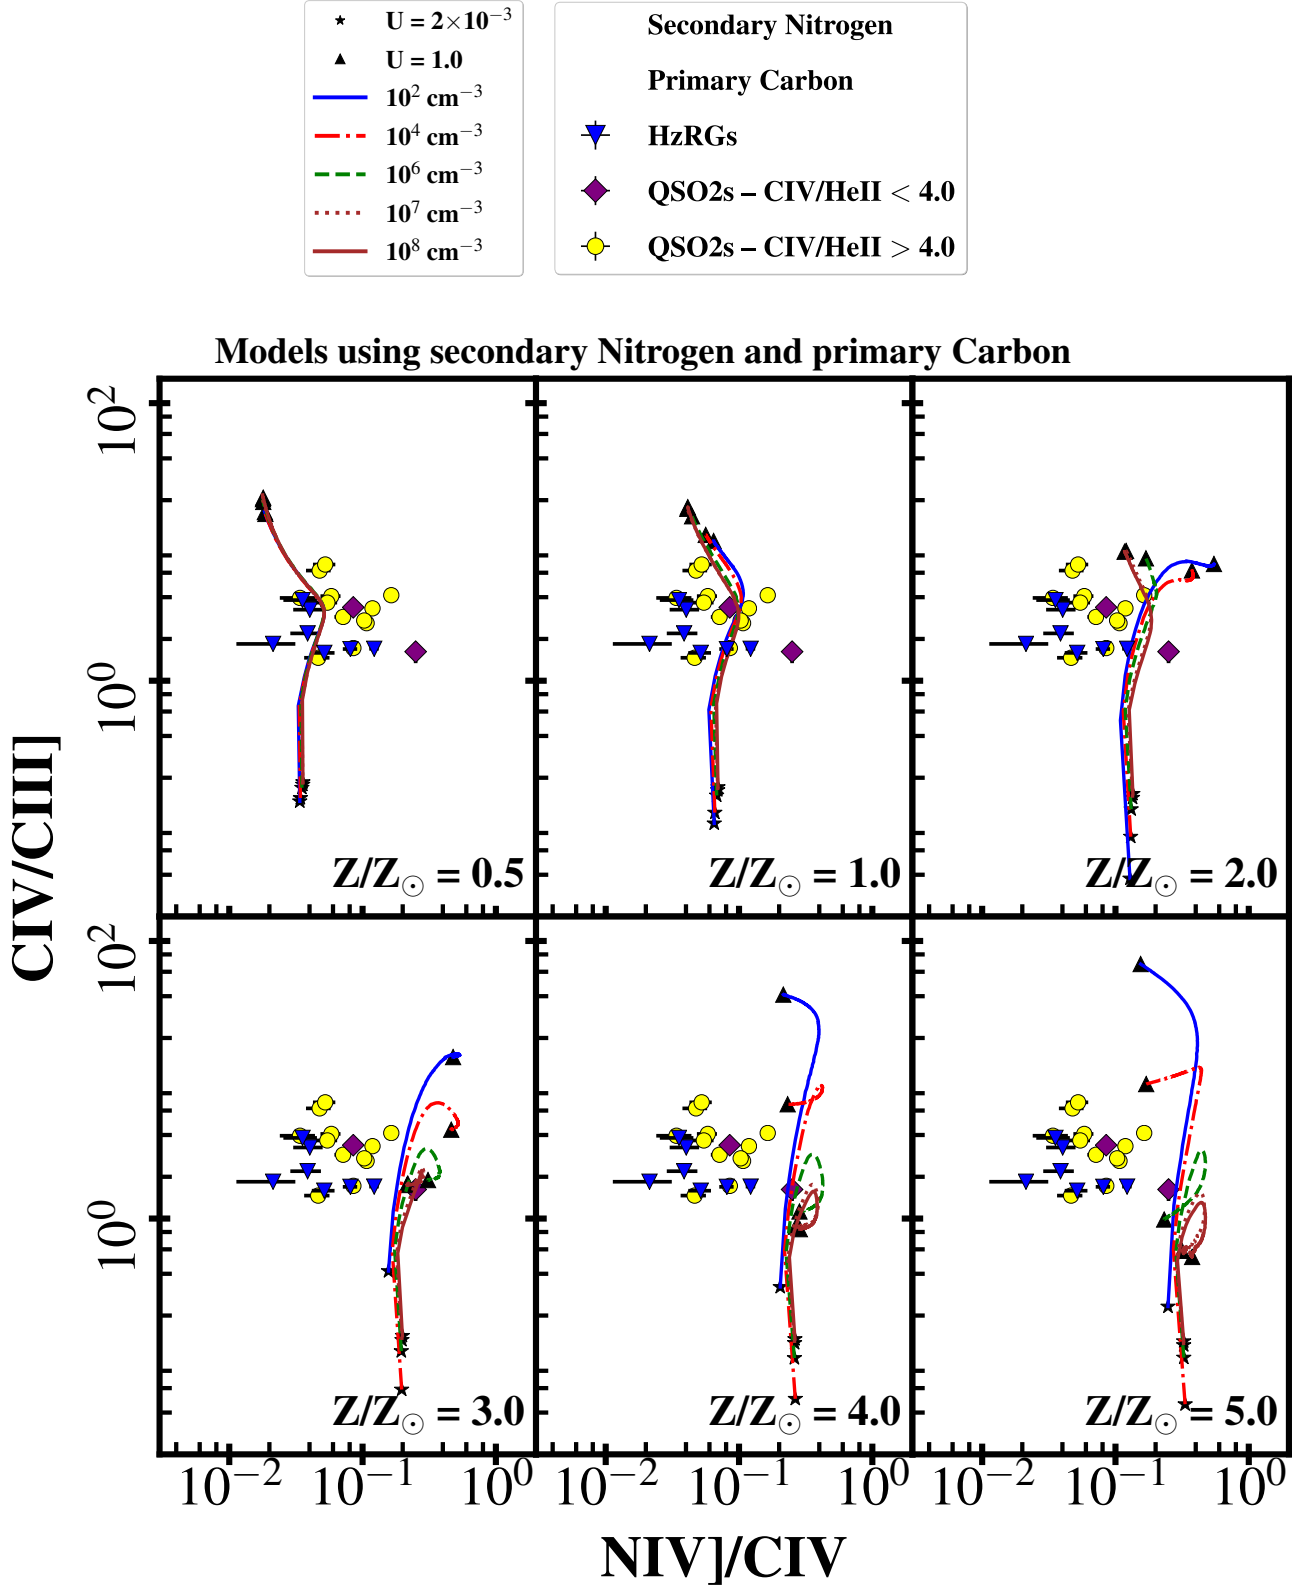 U = 2×10⁻³
U = 1.0
10² cm⁻³
10⁴ cm⁻³
10⁶ cm⁻³
10⁷ cm⁻³
10⁸ cm⁻³
Secondary Nitrogen
Primary Carbon
HzRGs
QSO2s – CIV/HeII < 4.0
QSO2s – CIV/HeII > 4.0
Models using secondary Nitrogen and primary Carbon
10²
10⁰
Z/Z☉ = 0.5
Z/Z☉ = 1.0
Z/Z☉ = 2.0
10²
10⁰
Z/Z☉ = 3.0
Z/Z☉ = 4.0
Z/Z☉ = 5.0
10⁻² 10⁻¹ 10⁰ 10⁻² 10⁻¹ 10⁰ 10⁻² 10⁻¹ 10⁰
CIV/CIII]
NIV]/CIV